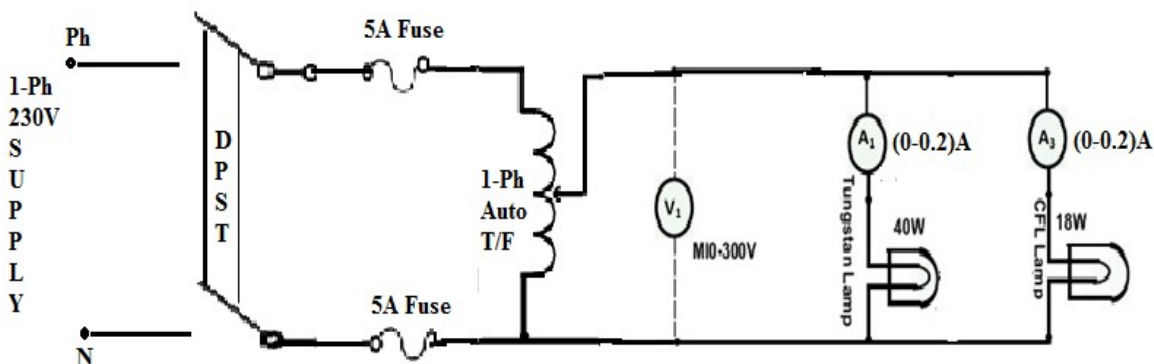 Ph
1-Ph
230V
S
U
P
P
L
Y
N
D
P
S
T
5A Fuse
5A Fuse
1-Ph
Auto
T/F
V1
MI0-300V
A1
(0-0.2)A
Tungstan Lamp
40W
A3
(0-0.2)A
CFL Lamp
18W